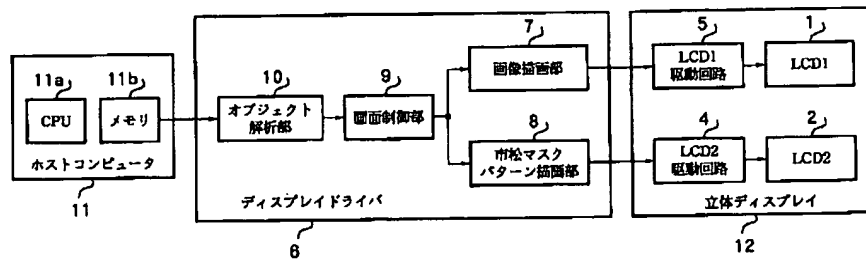 11a
11b
CPU
メモリ
ホストコンピュータ
11
10
オブジェクト
解析部
9
画面制御部
7
画像描画部
8
市松マスク
パターン描画部
ディスプレイドライバ
6
5
LCD1
駆動回路
1
LCD1
4
LCD2
駆動回路
2
LCD2
立体ディスプレイ
12